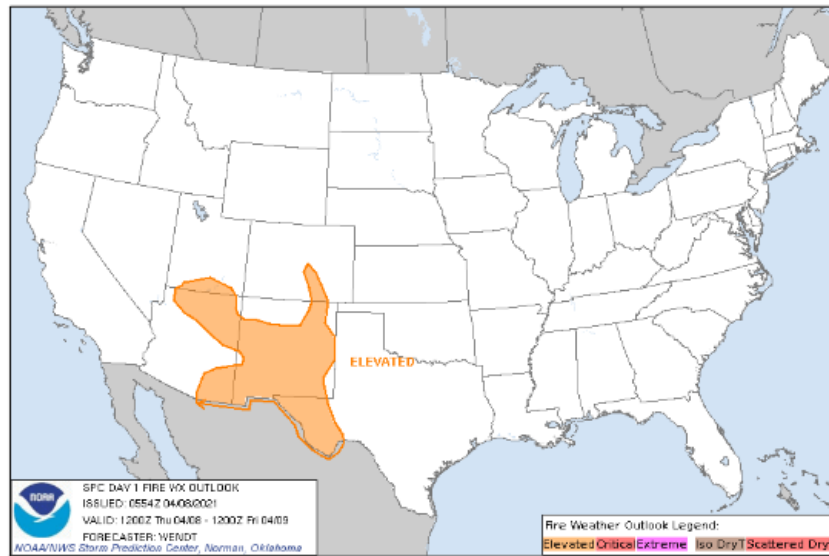 ELEVATED
NOAA
SPC DAY 1 FIRE WX OUTLOOK
ISSUED: 0554Z 04/08/2021
VALID: 1200Z Thu 04/08 - 1200Z Fri 04/09
FORECASTER: WENDT
NOAA/NWS Storm Prediction Center, Norman, Oklahoma
Fire Weather Outlook Legend:
Elevated Critical Extreme Iso DryT Scattered Dry